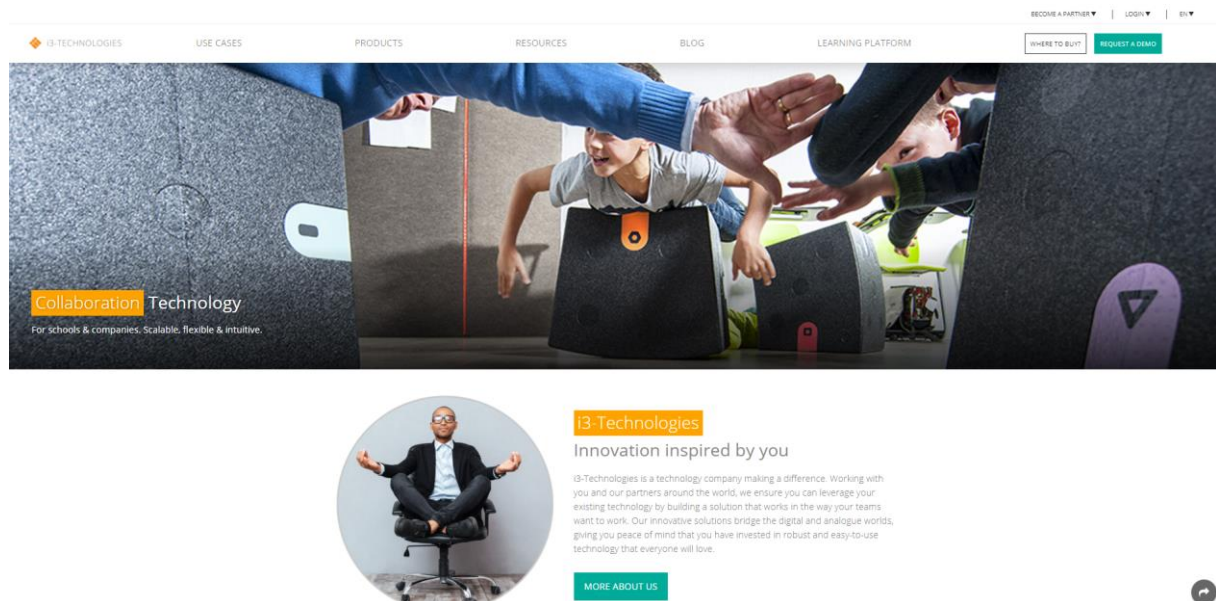 BECOME A PARTNER ▼ | LOGIN ▼ | EN ▼
i3-TECHNOLOGIES
USE CASES
PRODUCTS
RESOURCES
BLOG
LEARNING PLATFORM
WHERE TO BUY?
REQUEST A DEMO
Collaboration Technology
For schools & companies. Scalable, flexible & intuitive.
i3-Technologies
Innovation inspired by you
i3-Technologies is a technology company making a difference. Working with
you and our partners around the world, we ensure you can leverage your
existing technology by building a solution that works in the way your teams
want to work. Our innovative solutions bridge the digital and analogue worlds,
giving you peace of mind that you have invested in robust and easy-to-use
technology that everyone will love.
MORE ABOUT US